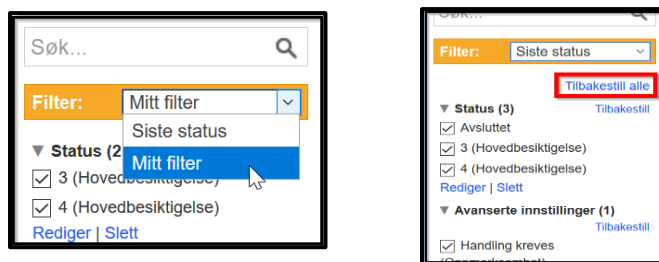 Søk...
Filter: Mitt filter
Siste status
Mitt filter
▼ Status (2
3 (Hovedbesiktigelse)
4 (Hovedbesiktigelse)
Rediger | Slett
Søk...
Filter: Siste status
Tilbakestill alle
▼ Status (3) Tilbakestill
Avsluttet
3 (Hovedbesiktigelse)
4 (Hovedbesiktigelse)
Rediger | Slett
▼ Avanserte innstillinger (1)
Tilbakestill
Handling kreves